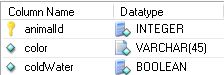 Column Name Datatype
animalId INTEGER
color VARCHAR(45)
coldWater BOOLEAN